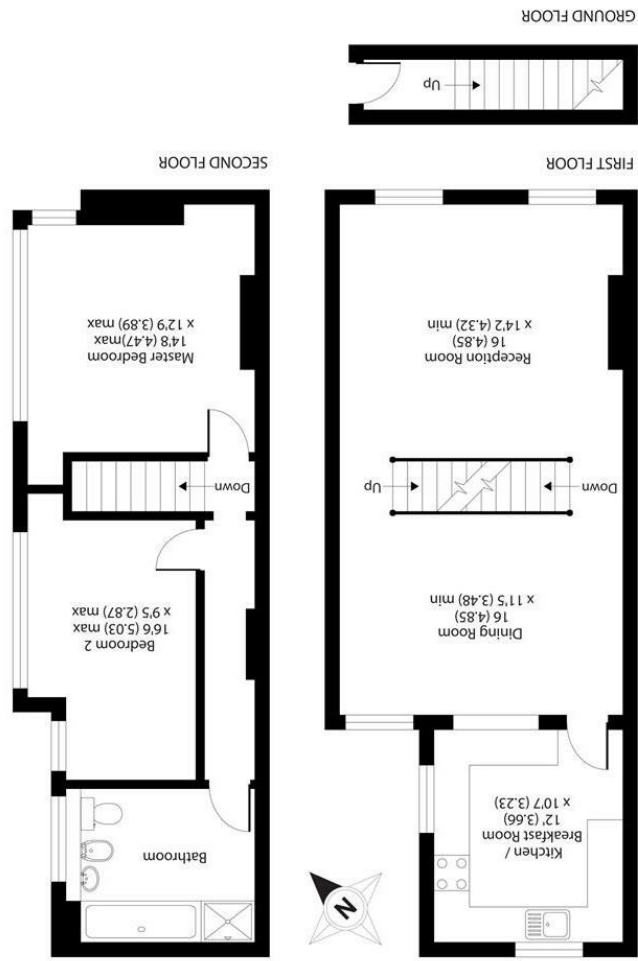 Kitchen /
Breakfast Room
12' (3.66)
x 10'7 (3.23)
N
Dining Room
16 (4.85)
x 11'5 (3.48) min
Down
Up
Reception Room
16 (4.85)
x 14'2 (4.32) min
FIRST FLOOR
Bathroom
Bedroom 2
16'6 (5.03) max
x 9'5 (2.87) max
Down
Master Bedroom
14'8 (4.47)max
x 12'9 (3.89) max
SECOND FLOOR
Up
GROUND FLOOR